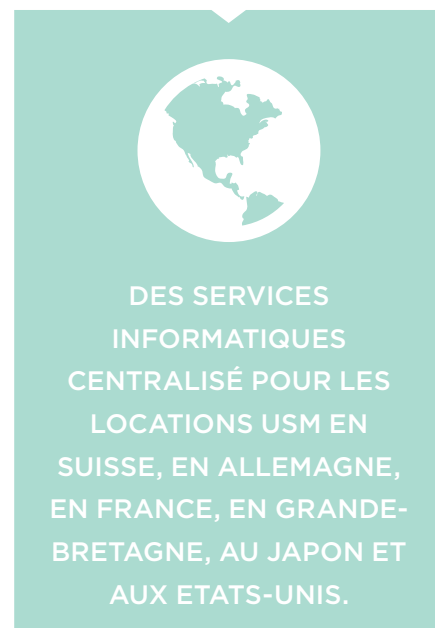 DES SERVICES
INFORMATIQUES
CENTRALISÉ POUR LES
LOCATIONS USM EN
SUISSE, EN ALLEMAGNE,
EN FRANCE, EN GRANDE-
BRETAGNE, AU JAPON ET
AUX ETATS-UNIS.